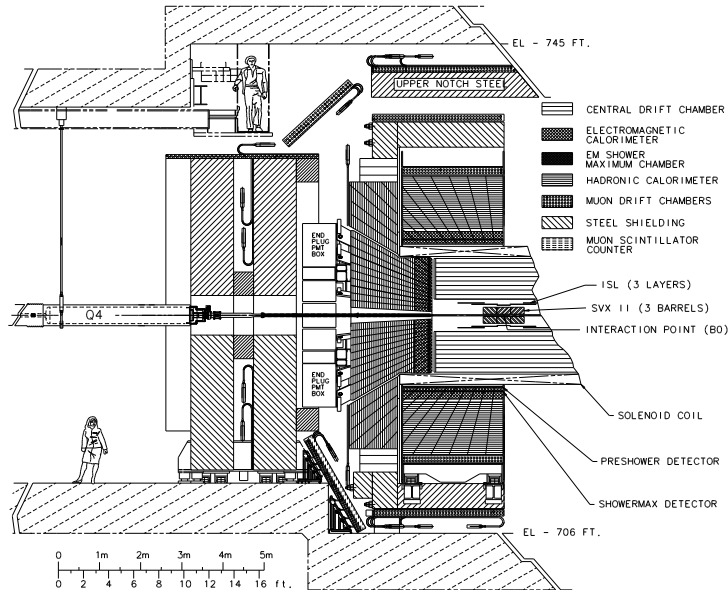 EL - 745 FT.
UPPER NOTCH STEEL
CENTRAL DRIFT CHAMBER
ELECTROMAGNETIC
CALORIMETER
EM SHOWER
MAXIMUM CHAMBER
HADRONIC CALORIMETER
MUON DRIFT CHAMBERS
STEEL SHIELDING
MUON SCINTILLATOR
COUNTER
END
PLUG
PMT
BOX
ISL (3 LAYERS)
SVX II (3 BARRELS)
INTERACTION POINT (B0)
Q4
END
PLUG
PMT
BOX
SOLENOID COIL
PRESHOWER DETECTOR
SHOWERMAX DETECTOR
EL - 706 FT.
0 1m 2m 3m 4m 5m
0 2 4 6 8 10 12 14 16 ft.